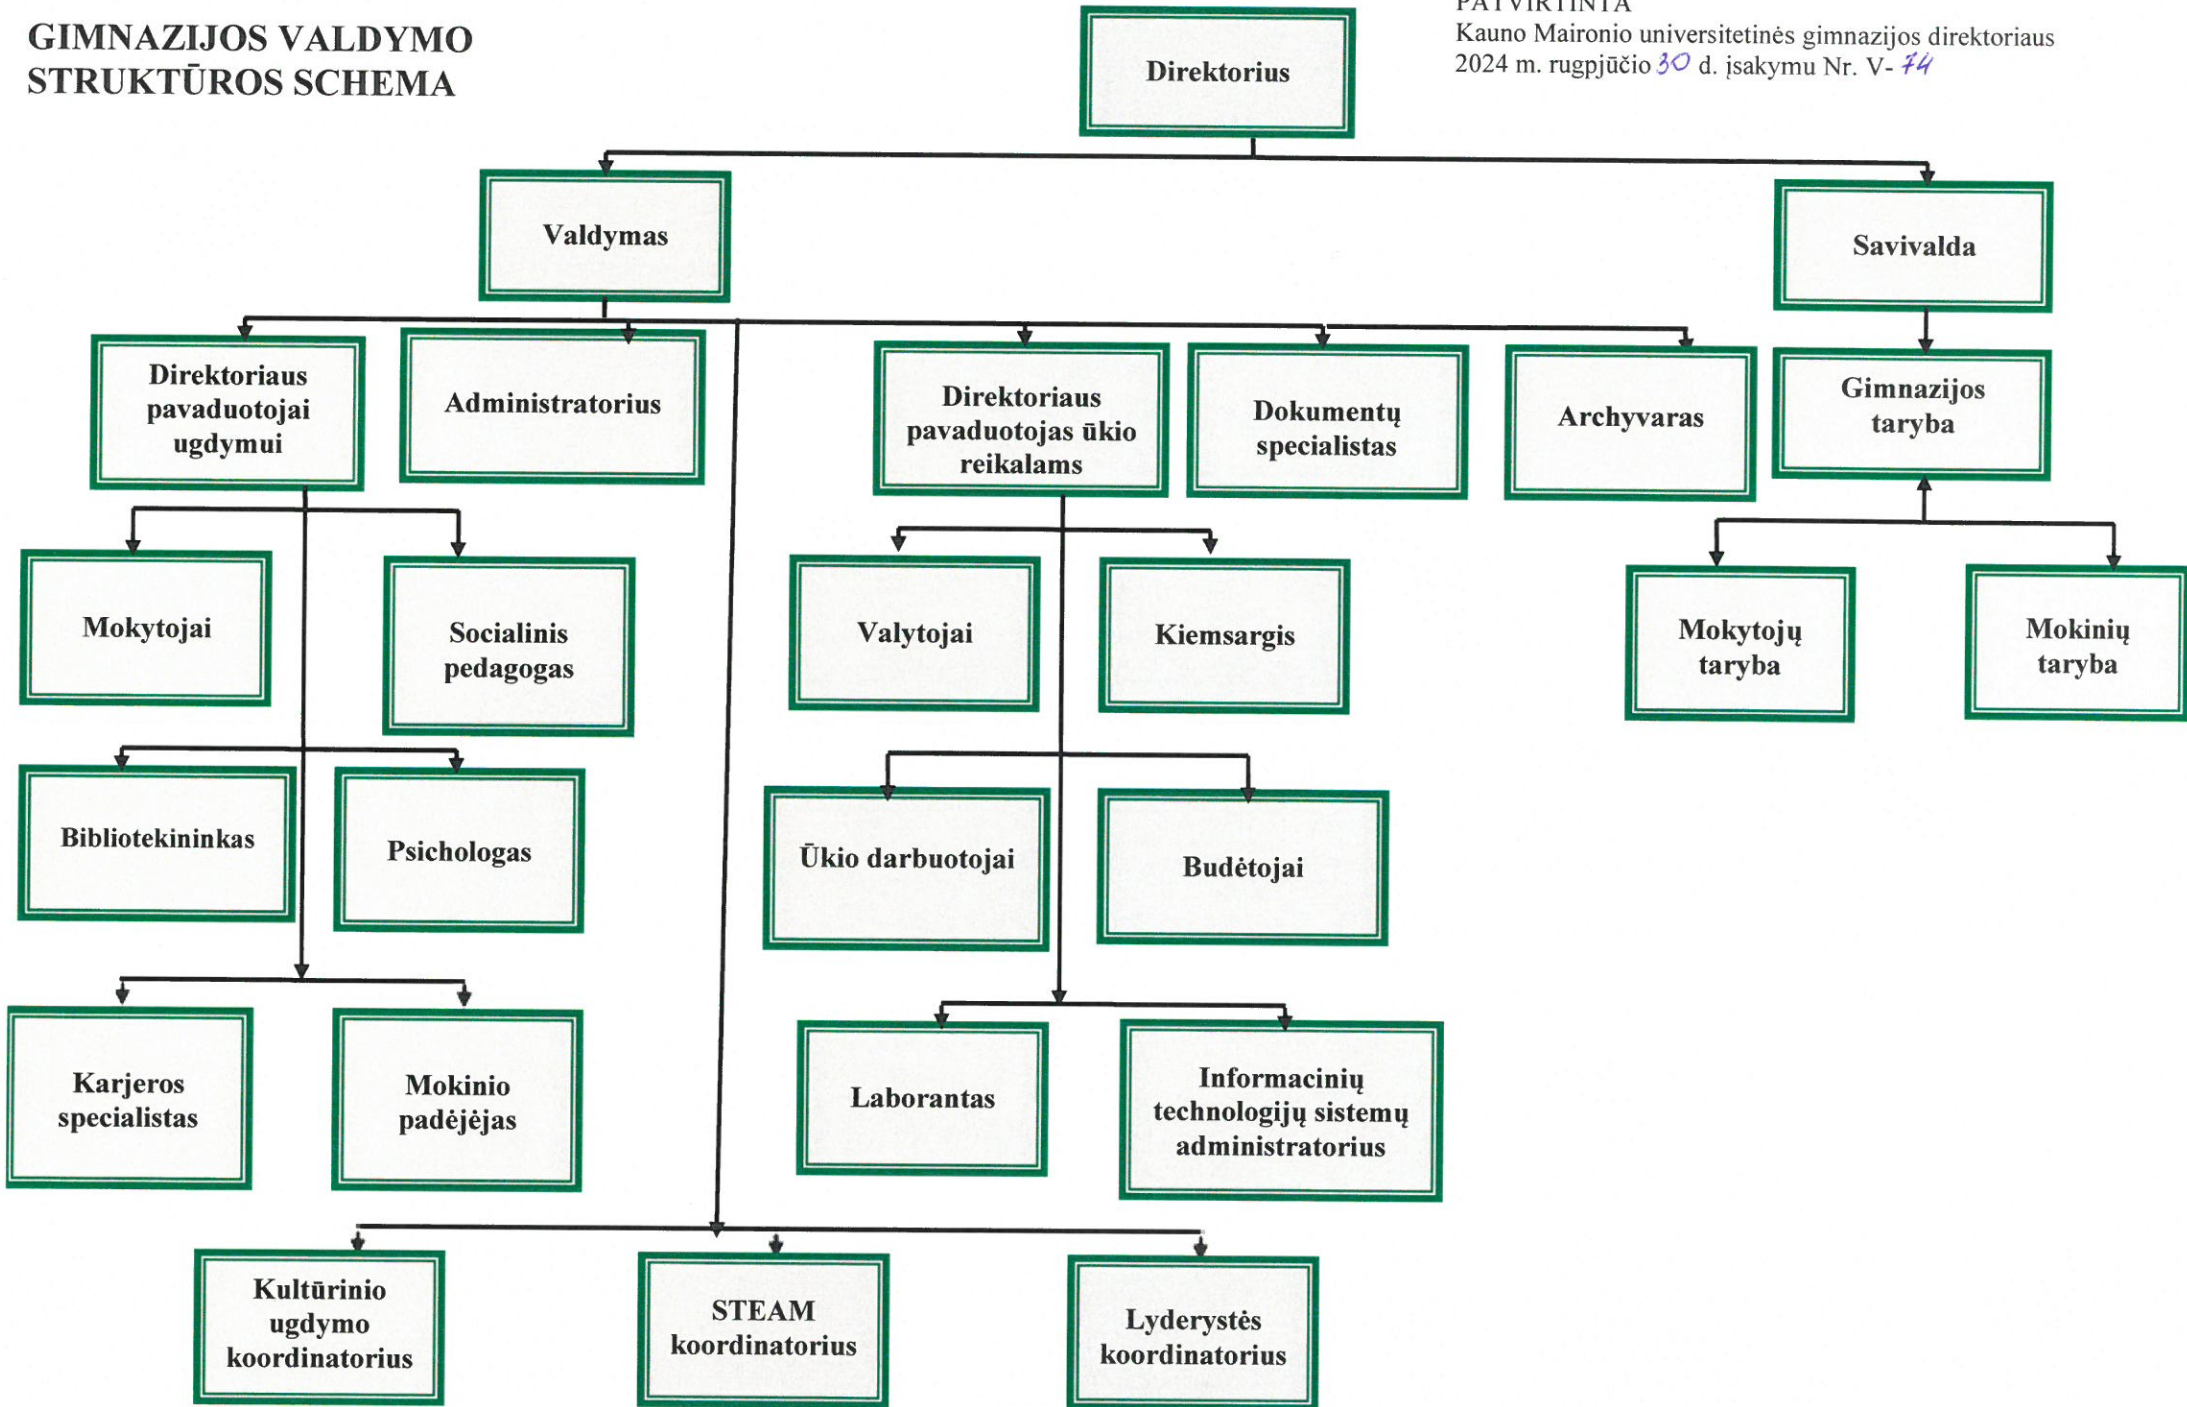 GIMNAZIJOS VALDYMO
STRUKTŪROS SCHEMA
PATVIRTINTA
Kauno Maironio universitetinės gimnazijos direktoriaus
2024 m. rugpjūčio 30 d. įsakymu Nr. V- 74
Direktorius
Valdymas
Savivalda
Direktoriaus
pavaduotojai
ugdymui
Administratorius
Direktoriaus
pavaduotojas ūkio
reikalams
Dokumentų
specialistas
Archyvaras
Gimnazijos
taryba
Mokytojai
Socialinis
pedagogas
Valytojai
Kiemsargis
Mokytojų
taryba
Mokinių
taryba
Bibliotekininkas
Psichologas
Ūkio darbuotojai
Budėtojai
Karjeros
specialistas
Mokinio
padėjėjas
Laborantas
Informacinių
technologijų sistemų
administratorius
Kultūrinio
ugdymo
koordinatorius
STEAM
koordinatorius
Lyderystės
koordinatorius